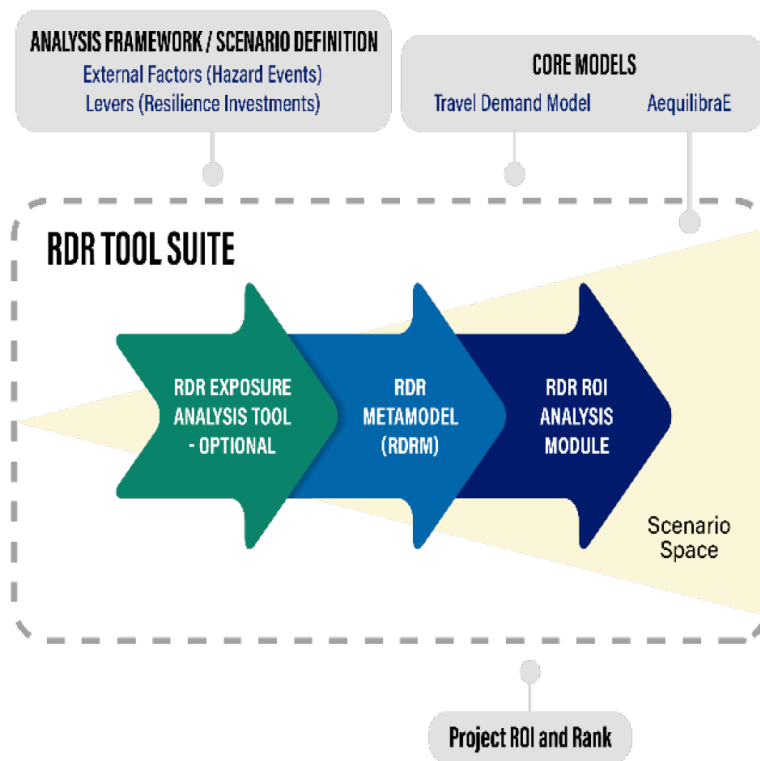 ANALYSIS FRAMEWORK / SCENARIO DEFINITION
External Factors (Hazard Events)
Levers (Resilience Investments)
CORE MODELS
Travel Demand Model
AequilibraE
RDR TOOL SUITE
RDR EXPOSURE
ANALYSIS TOOL
- OPTIONAL
RDR
METAMODEL
(RDRM)
RDR ROI
ANALYSIS
MODULE
Scenario
Space
Project ROI and Rank